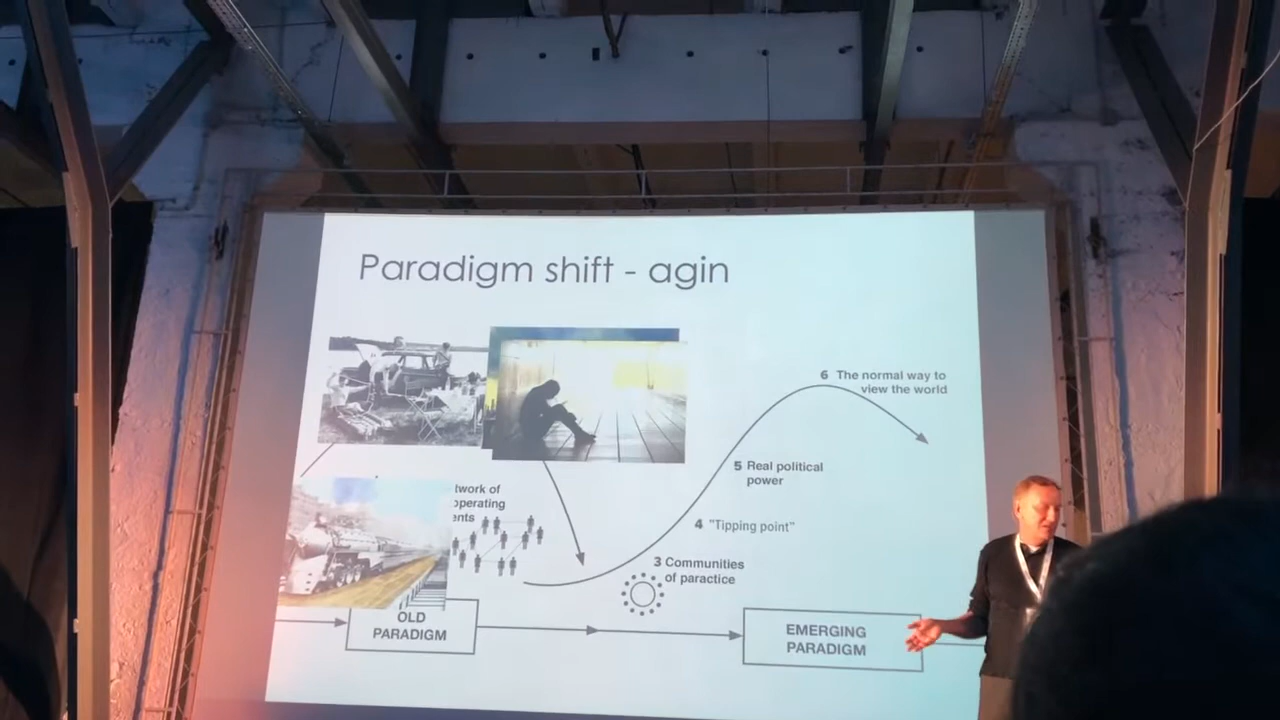 Paradigm shift - agin
6 The normal way to
view the world
5 Real political
power
twork of
operating
ents
4 "Tipping point"
3 Communities
of paractice
OLD
PARADIGM
EMERGING
PARADIGM